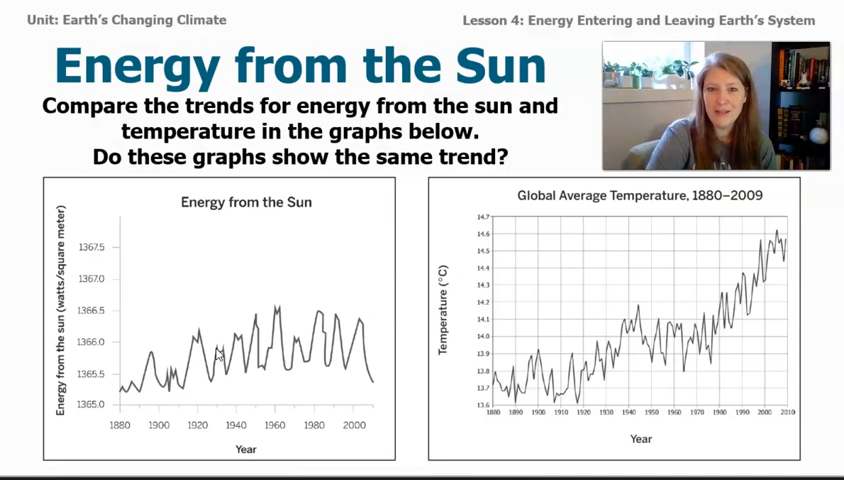 Unit: Earth's Changing Climate
Lesson 4: Energy Entering and Leaving Earth's System
Energy from the Sun
Compare the trends for energy from the sun and
temperature in the graphs below.
Do these graphs show the same trend?
Energy from the Sun
Energy from the sun (watts/square meter)
1367.5
1367.0
1366.5
1366.0
1365.5
1365.0
1880 1900 1920 1940 1960 1980 2000
Year
Global Average Temperature, 1880–2009
Temperature (°C)
14.7
14.6
14.5
14.4
14.3
14.2
14.1
14.0
13.9
13.8
13.7
13.6
1880 1890 1900 1910 1920 1930 1940 1950 1960 1970 1980 1990 2000 2010
Year